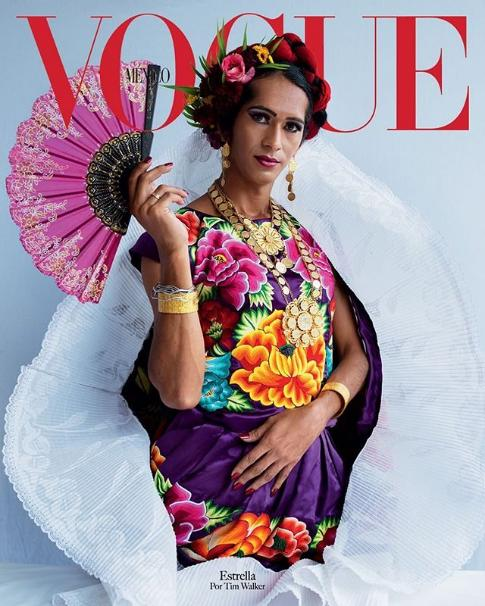 VOGUE
MÉXICO
Estrella
Por Tim Walker